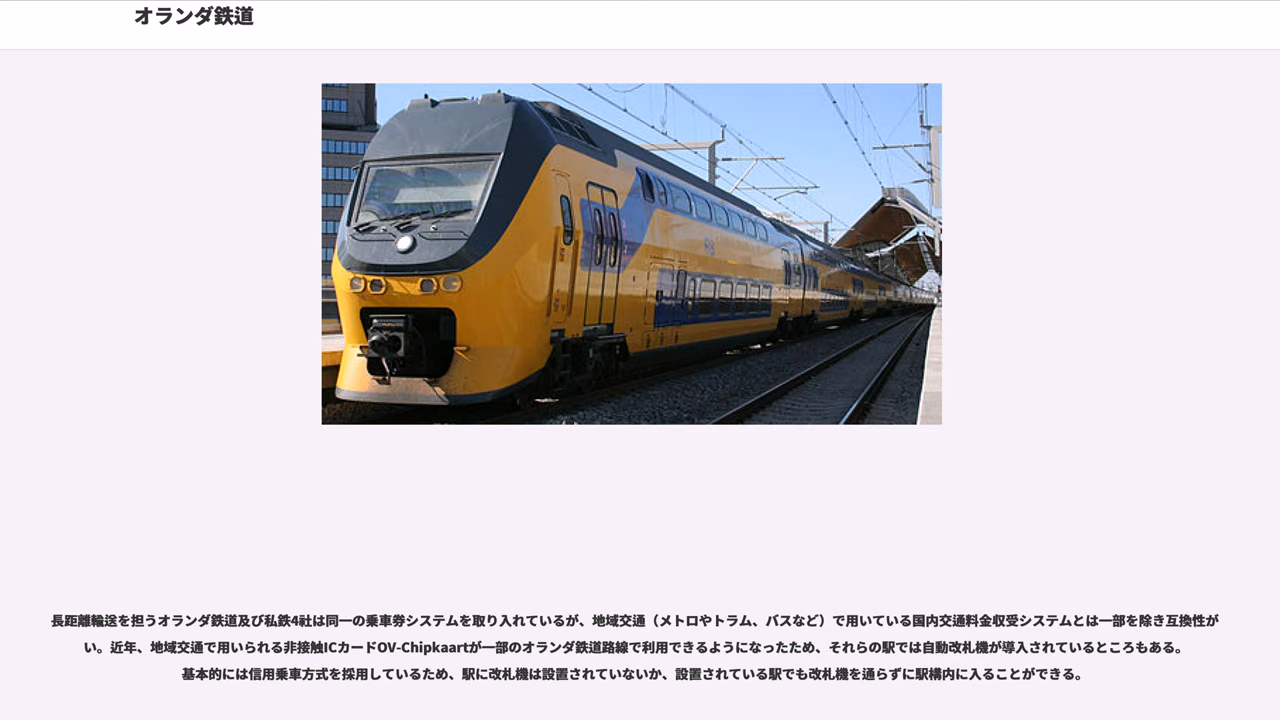 オランダ鉄道
長距離輸送を担うオランダ鉄道及び私鉄4社は同一の乗車券システムを取り入れているが、地域交通（メトロやトラム、バスなど）で用いている国内交通料金収受システムとは一部を除き互換性が
い。近年、地域交通で用いられる非接触ICカードOV-Chipkaartが一部のオランダ鉄道路線で利用できるようになったため、それらの駅では自動改札機が導入されているところもある。
基本的には信用乗車方式を採用しているため、駅に改札機は設置されていないか、設置されている駅でも改札機を通らずに駅構内に入ることができる。